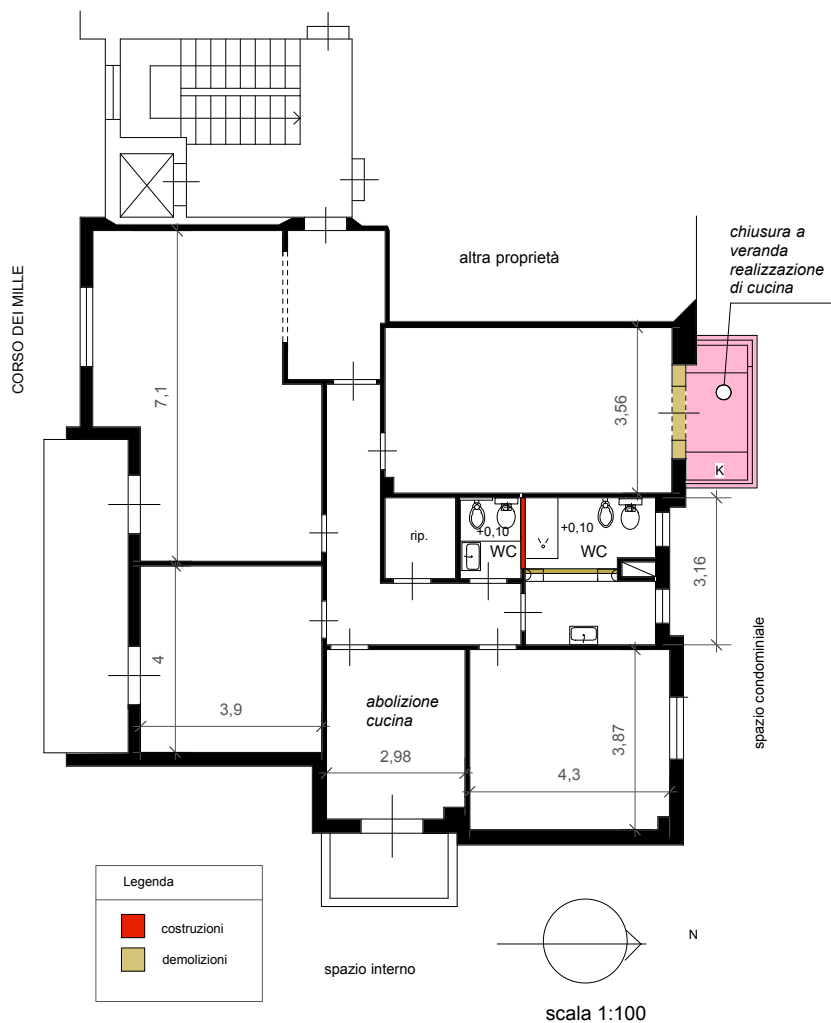 CORSO DEI MILLE
altra proprietà
chiusura a
veranda
realizzazione
di cucina
7,1
3,56
K
rip.
+0,10
WC
+0,10
WC
3,16
spazio condominiale
4
3,9
abolizione
cucina
2,98
3,87
4,3
Legenda
costruzioni
demolizioni
spazio interno
N
scala 1:100